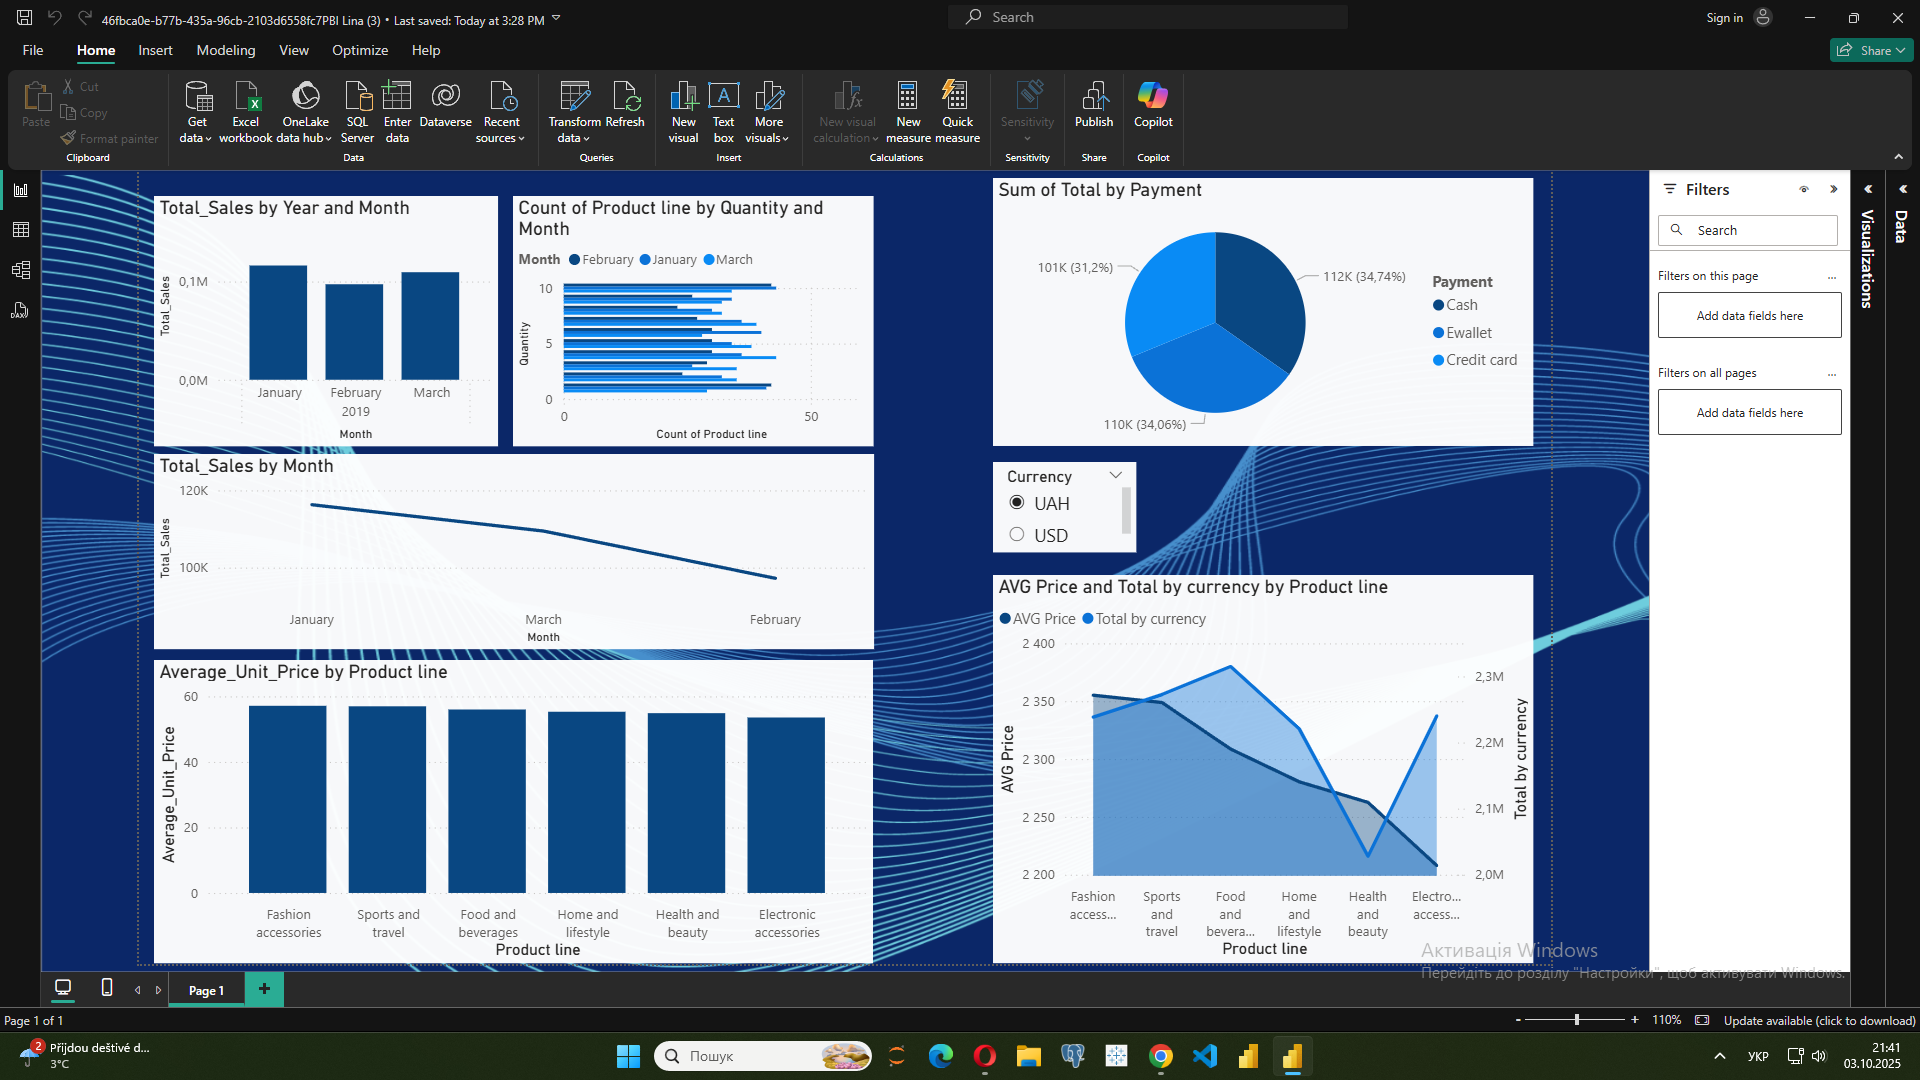 46fbca0e-b77b-435a-96cb-2103d6558fc7PBI Lina (3) • Last saved: Today at 3:28 PM
Search
Sign in
File
Home
Insert
Modeling
View
Optimize
Help
Share
Paste
Cut
Copy
Format painter
Clipboard
Get data
Excel workbook
OneLake data hub
SQL Server
Enter data
Dataverse
Recent sources
Data
Transform data
Refresh
Queries
New visual
Text box
More visuals
Insert
New visual calculation
New measure
Quick measure
Calculations
Sensitivity
Sensitivity
Publish
Share
Copilot
Copilot
Total_Sales by Year and Month
Total_Sales
0,1M
0,0M
January
February
March
2019
Month
Count of Product line by Quantity and
Month
Month
February
January
March
Quantity
10
5
0
0
50
Count of Product line
Sum of Total by Payment
101K (31,2%)
112K (34,74%)
110K (34,06%)
Payment
Cash
Ewallet
Credit card
Total_Sales by Month
Total_Sales
120K
100K
January
March
February
Month
Currency
UAH
USD
Average_Unit_Price by Product line
Average_Unit_Price
60
40
20
0
Fashion accessories
Sports and travel
Food and beverages
Home and lifestyle
Health and beauty
Electronic accessories
Product line
AVG Price and Total by currency by Product line
AVG Price
Total by currency
AVG Price
2 400
2 350
2 300
2 250
2 200
2,3M
2,2M
2,1M
2,0M
Total by currency
Fashion access...
Sports and travel
Food and bevera...
Home and lifestyle
Health and beauty
Electro... access...
Product line
Filters
Search
Filters on this page
...
Add data fields here
Filters on all pages
...
Add data fields here
Visualizations
Data
Активація Windows
Перейдіть до розділу "Настройки", щоб активувати Windows.
Page 1
Page 1 of 1
110%
Update available (click to download)
2
Přijdou deštivé d...
3°C
Пошук
УКР
21:41
03.10.2025
DAX